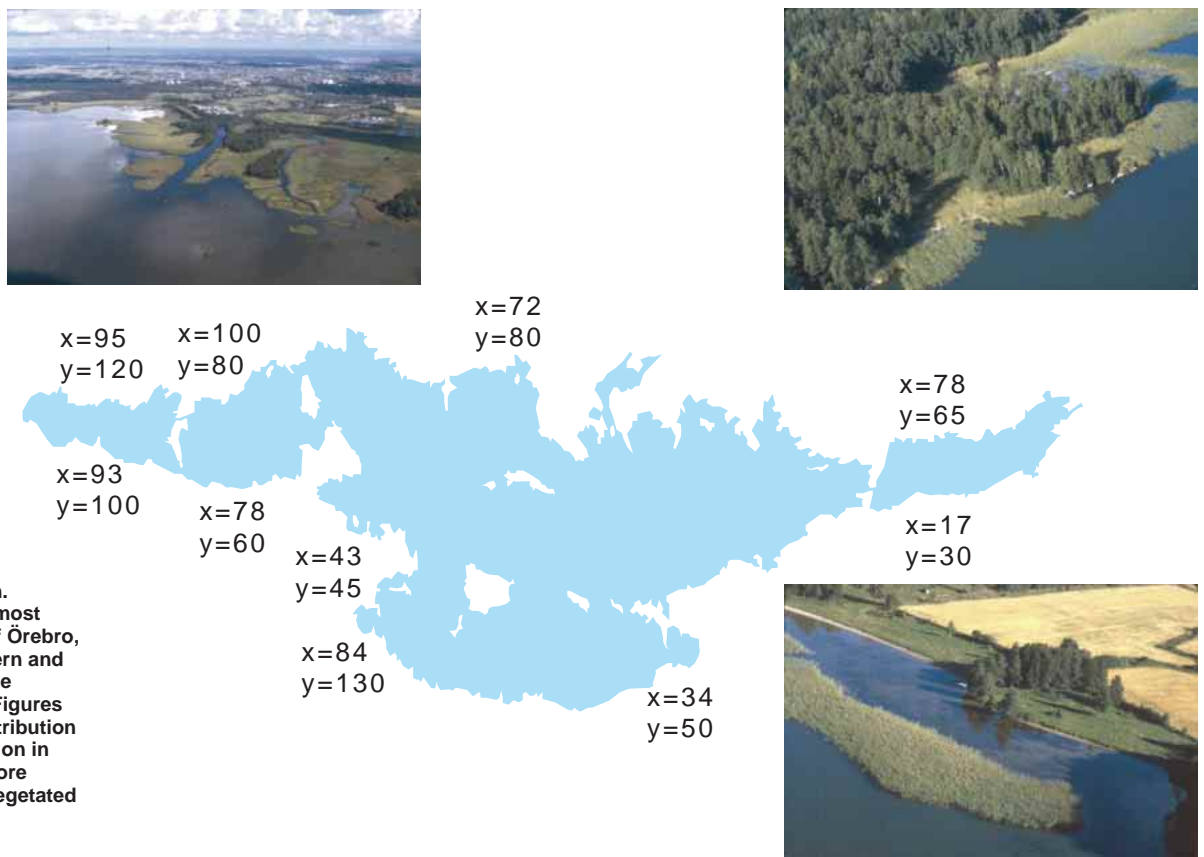 x=72
y=80
x=95
y=120
x=100
y=80
x=78
y=65
x=93
y=100
x=78
y=60
x=17
y=30
x=43
y=45
x=84
y=130
x=34
y=50
most
Örebro,
ern and
Figures
tribution
on in
ore
egetated